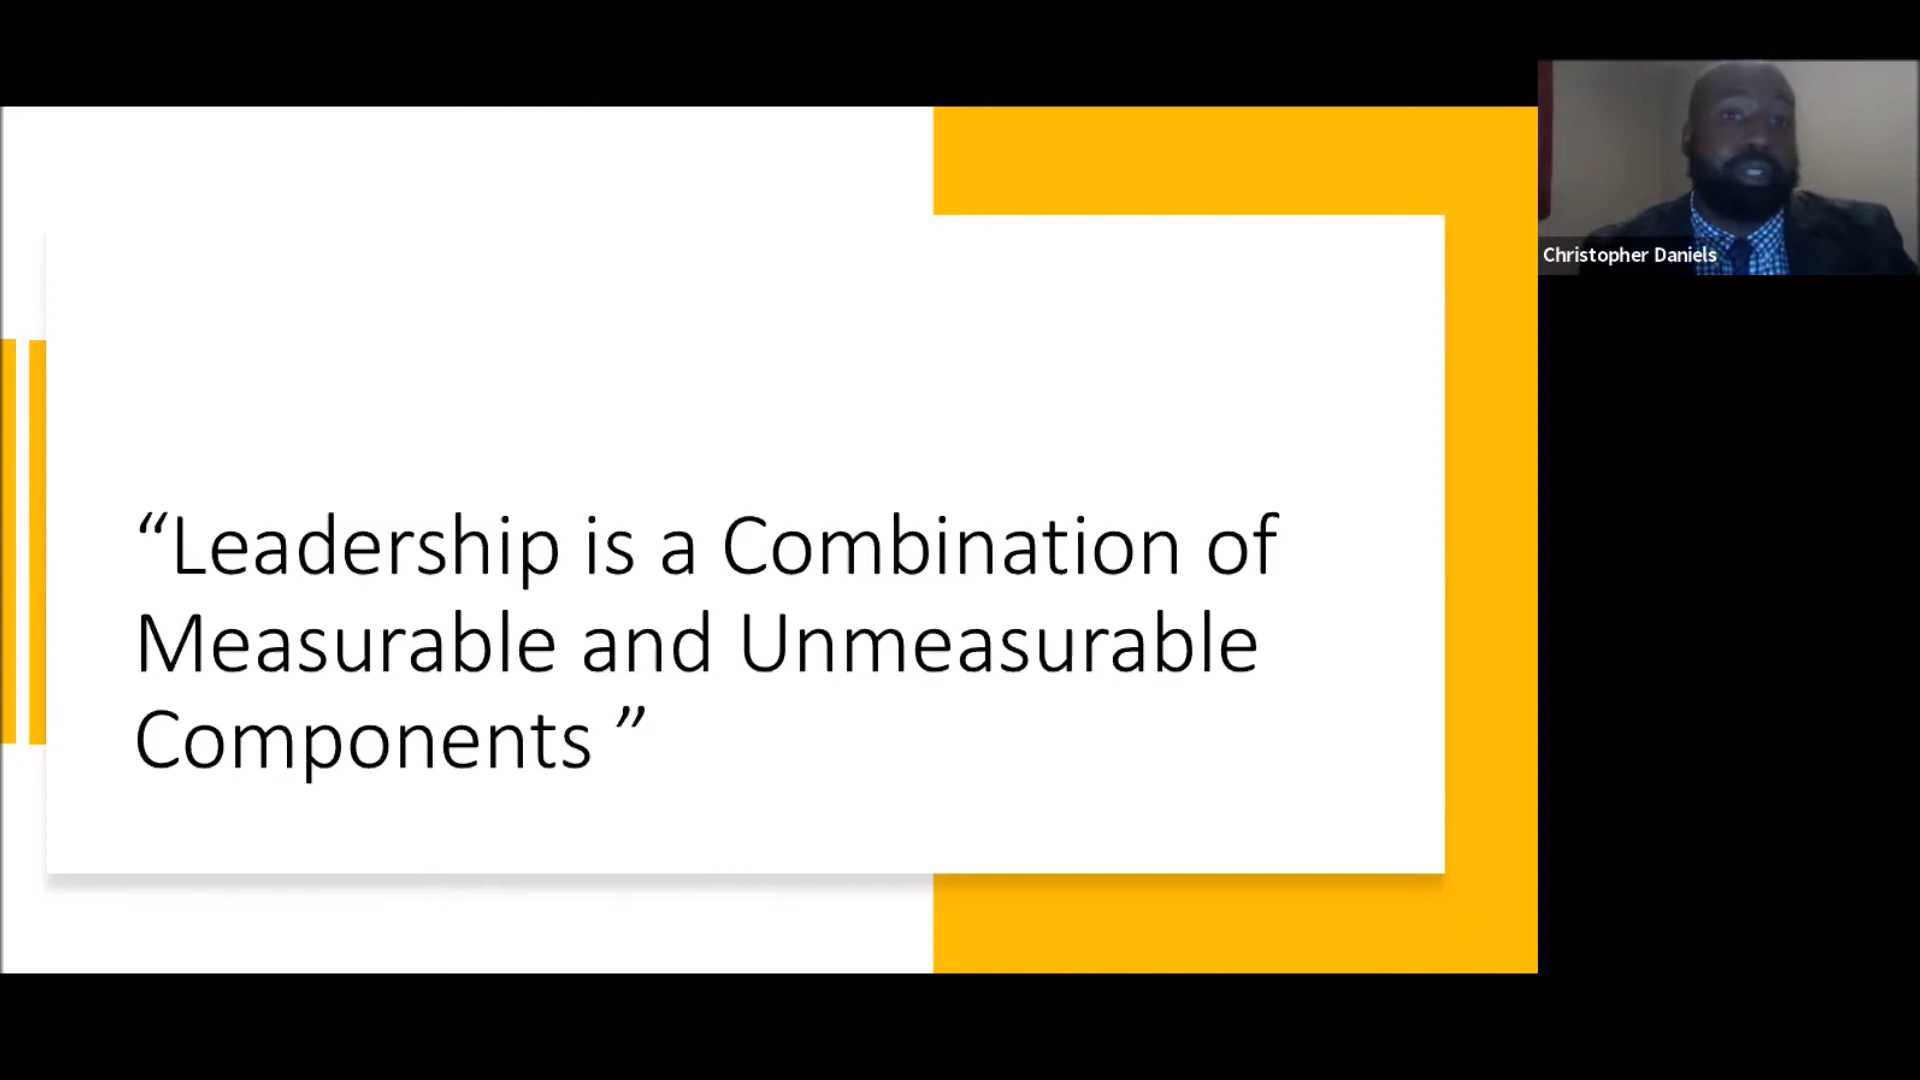 “Leadership is a Combination of
Measurable and Unmeasurable
Components ”
Christopher Daniels